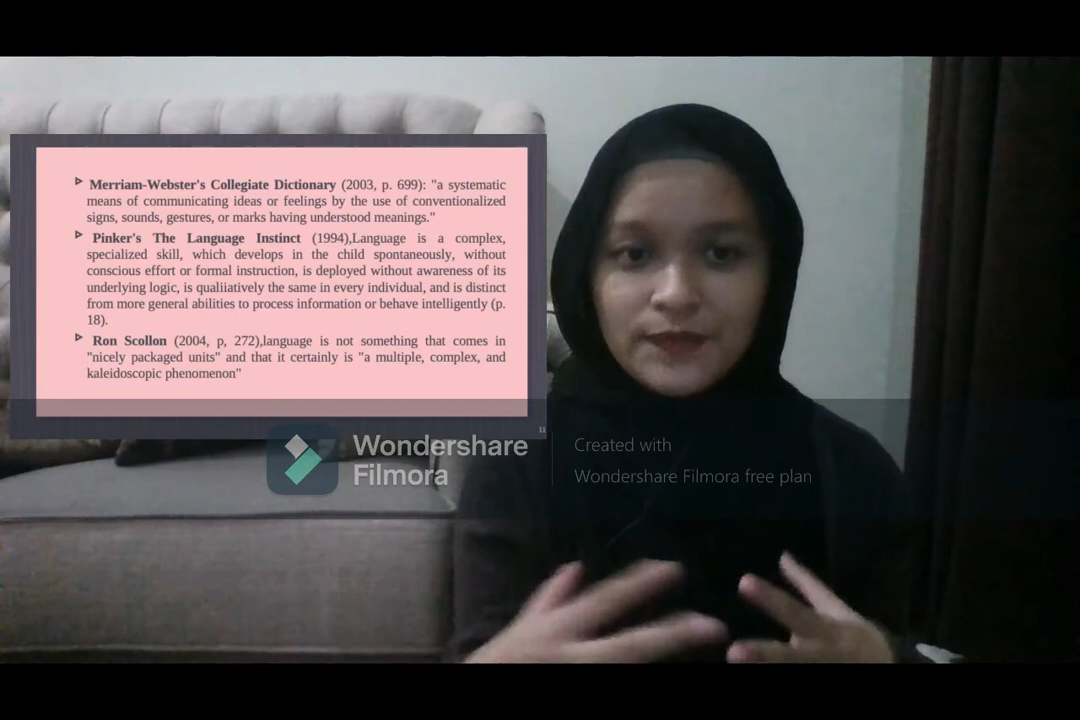 Merriam-Webster's Collegiate Dictionary (2003, p. 699): "a systematic
means of communicating ideas or feelings by the use of conventionalized
signs, sounds, gestures, or marks having understood meanings."
Pinker's The Language Instinct (1994),Language is a complex,
specialized skill, which develops in the child spontaneously, without
conscious effort or formal instruction, is deployed without awareness of its
underlying logic, is qualiiatively the same in every individual, and is distinct
from more general abilities to process information or behave intelligently (p.
18).
Ron Scollon (2004, p, 272),language is not something that comes in
"nicely packaged units" and that it certainly is "a multiple, complex, and
kaleidoscopic phenomenon"
11
Wondershare
Filmora
Created with
Wondershare Filmora free plan